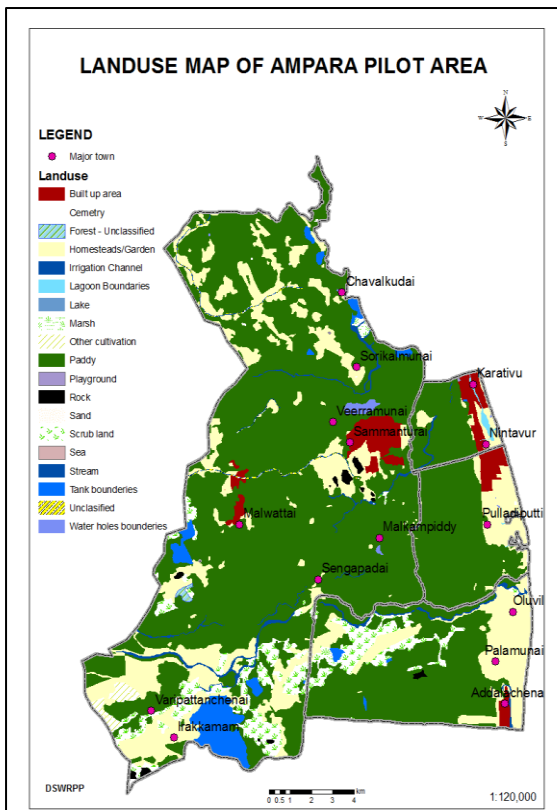 LANDUSE MAP OF AMPARA PILOT AREA
N
W E
S
LEGEND
Major town
Landuse
Built up area
Cemetry
Forest - Unclassified
Homesteads/Garden
Irrigation Channel
Lagoon Boundaries
Lake
Marsh
Other cultivation
Paddy
Playground
Rock
Sand
Scrub land
Sea
Stream
Tank bounderies
Unclassified
Water holes bounderies
Chavalkudai
Sorikalmunai
Karativu
Veerramunai
Sammanturai
Nintavur
Malwattai
Pulladibutti
Malkampiddy
Sengapadai
Oluvil
Palamunai
Addalachena
Varipattanchenai
Irakkamam
DSWRPP
0 0.5 1 2 3 4
km
1:120,000